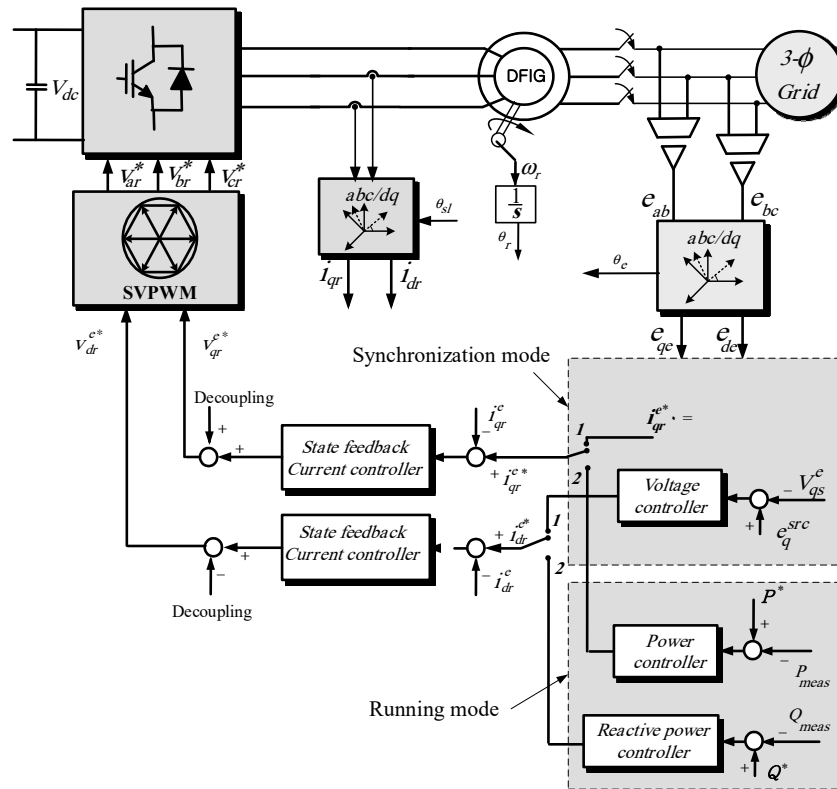 V_dc
DFIG
3-ϕ
Grid
v*_ar v*_br v*_cr
ω_r
e_ab e_bc
abc/dq
θ_sl
1/s
abc/dq
SVPWM
θ_r
θ_e
i_qr i_dr
e_qe e_de
v_dr^e* v_qr^e*
Synchronization mode
Decoupling
+
+
State feedback
Current controller
i_qr^e
−
+ i_qr^e*
1
2
i_qr^e* · =
Voltage
controller
− V_qs^e
+ e_q^src
State feedback
Current controller
+
−
Decoupling
+ i_dr^e*
− i_dr^e
1
2
P*
+
Power
controller
− P_meas
Running mode
Reactive power
controller
− Q_meas
+ Q*